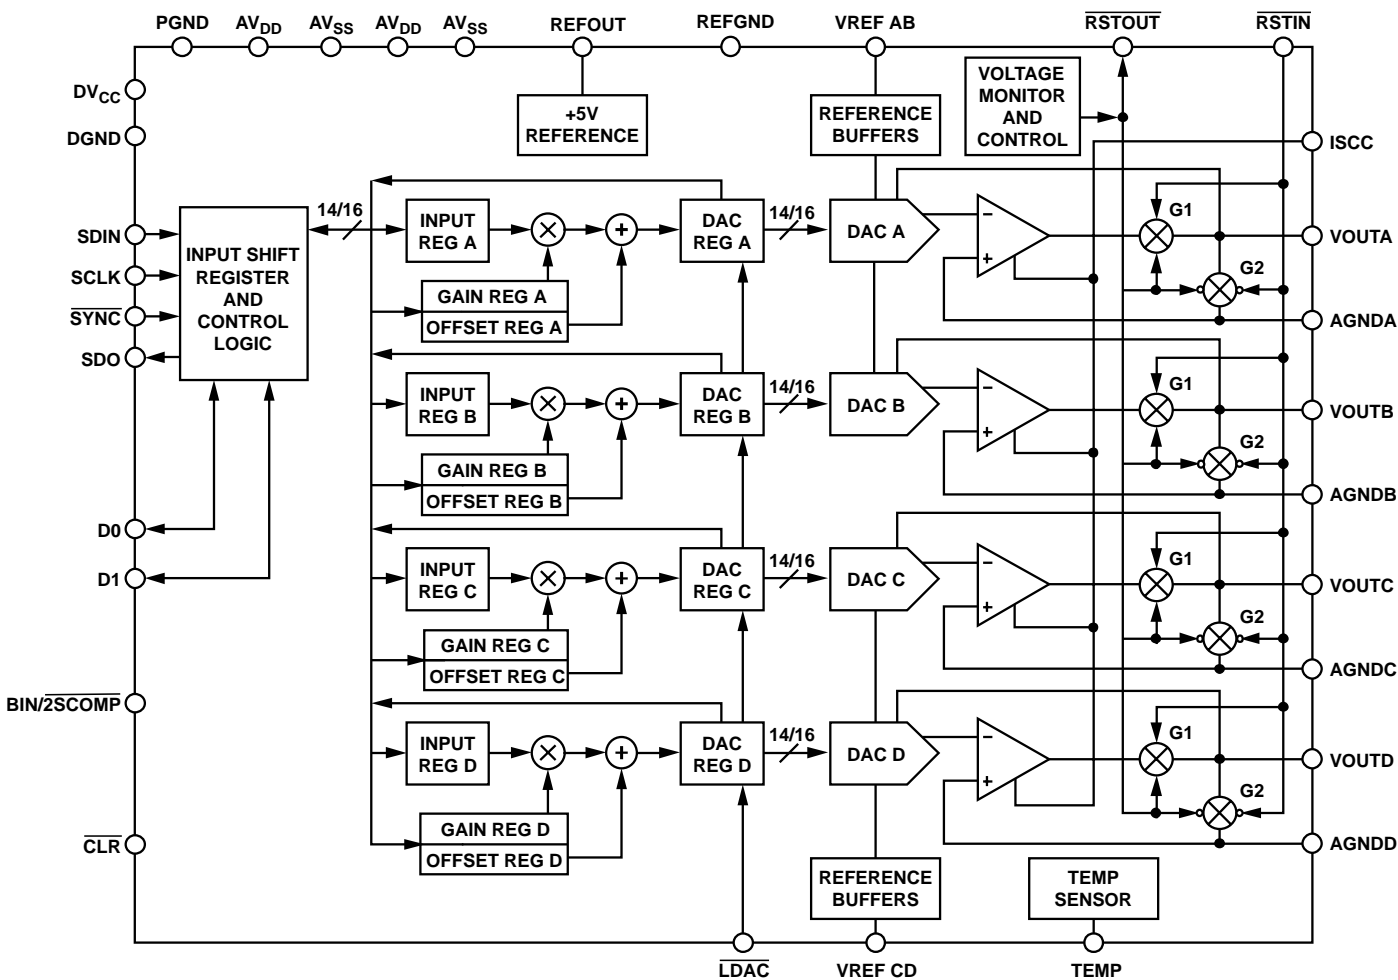 PGND AVDD AVSS AVDD AVSS REFOUT REFGND VREF AB RSTOUT RSTIN
DVCC
DGND
+5V
REFERENCE
REFERENCE
BUFFERS
VOLTAGE
MONITOR
AND
CONTROL
ISCC
SDIN
SCLK
SYNC
SDO
INPUT SHIFT
REGISTER
AND
CONTROL
LOGIC
14/16
INPUT
REG A
× +
DAC
REG A
14/16
DAC A
−
+
G1
G2
VOUTA
AGNDA
GAIN REG A
OFFSET REG A
INPUT
REG B
× +
DAC
REG B
14/16
DAC B
−
+
G1
G2
VOUTB
AGNDB
GAIN REG B
OFFSET REG B
D0
D1
INPUT
REG C
× +
DAC
REG C
14/16
DAC C
−
+
G1
G2
VOUTC
AGNDC
GAIN REG C
OFFSET REG C
BIN/2SCOMP
INPUT
REG D
× +
DAC
REG D
14/16
DAC D
−
+
G1
G2
VOUTD
AGNDD
GAIN REG D
OFFSET REG D
CLR
REFERENCE
BUFFERS
TEMP
SENSOR
LDAC VREF CD TEMP